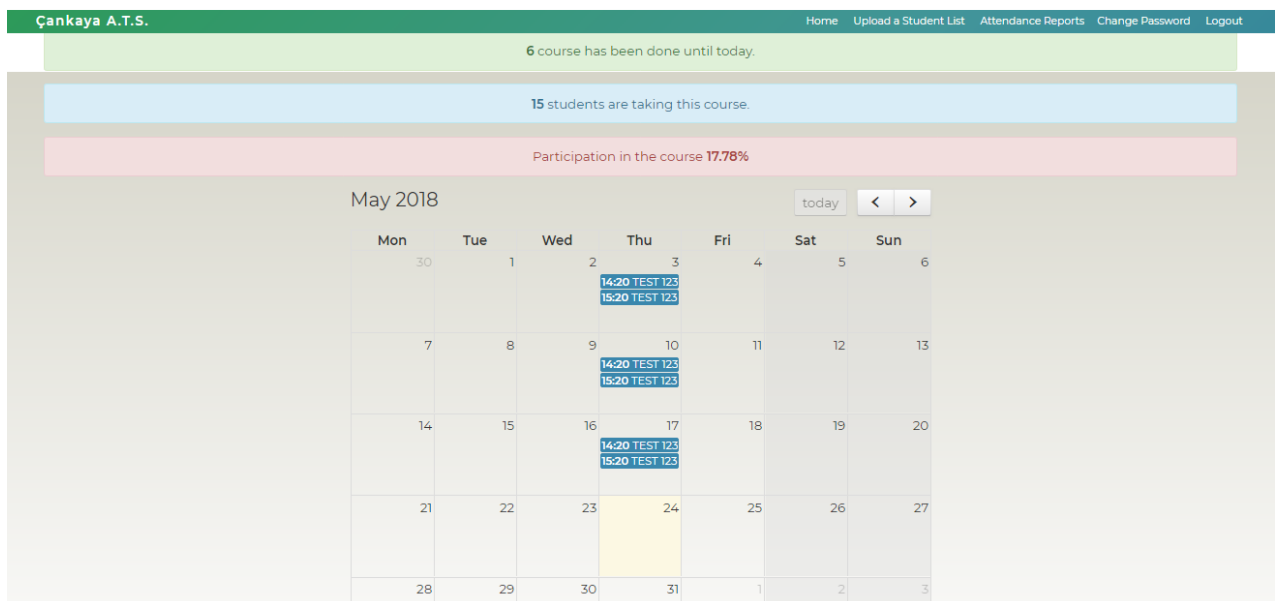 Çankaya A.T.S. Home Upload a Student List Attendance Reports Change Password Logout
6 course has been done until today.
15 students are taking this course.
Participation in the course 17.78%
May 2018 today < >
Mon Tue Wed Thu Fri Sat Sun
30 1 2 3 4 5 6
14:20 TEST 123
15:20 TEST 123
7 8 9 10 11 12 13
14:20 TEST 123
15:20 TEST 123
14 15 16 17 18 19 20
14:20 TEST 123
15:20 TEST 123
21 22 23 24 25 26 27
28 29 30 31 1 2 3